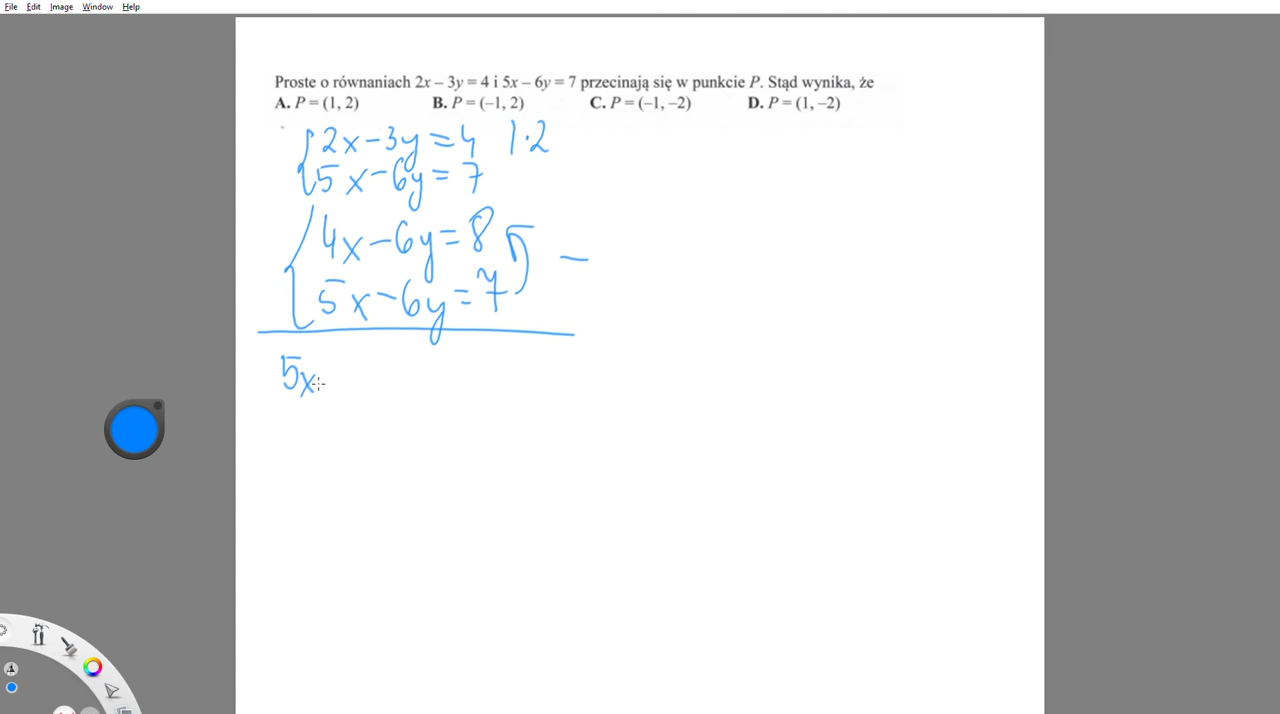 File Edit Image Window Help
Proste o równaniach 2x – 3y = 4 i 5x – 6y = 7 przecinają się w punkcie P. Stąd wynika, że
A. P = (1, 2) B. P = (–1, 2) C. P = (–1, –2) D. P = (1, –2)
2x-3y=4 |·2
5x-6y=7
4x-6y=8
5x-6y=7 -
5x